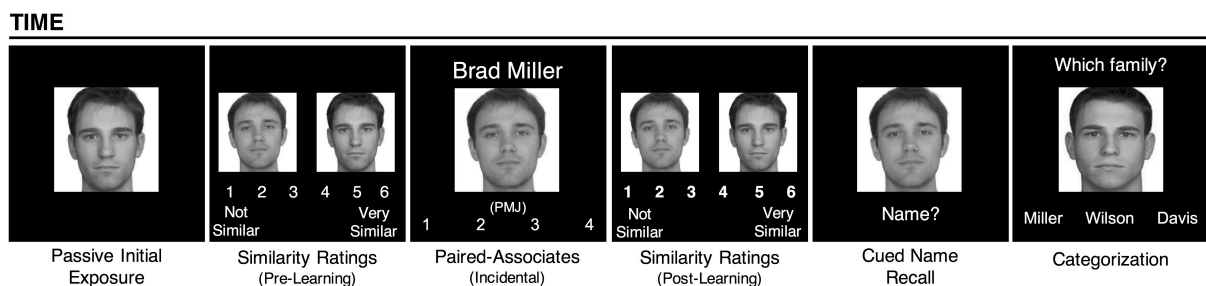 TIME
1 2 3 4 5 6
Not Similar
Very Similar
Brad Miller
(PMJ)
1 2 3 4
1 2 3 4 5 6
Not Similar
Very Similar
Name?
Which family?
Miller Wilson Davis
Passive Initial
Exposure
Similarity Ratings
(Pre-Learning)
Paired-Associates
(Incidental)
Similarity Ratings
(Post-Learning)
Cued Name
Recall
Categorization